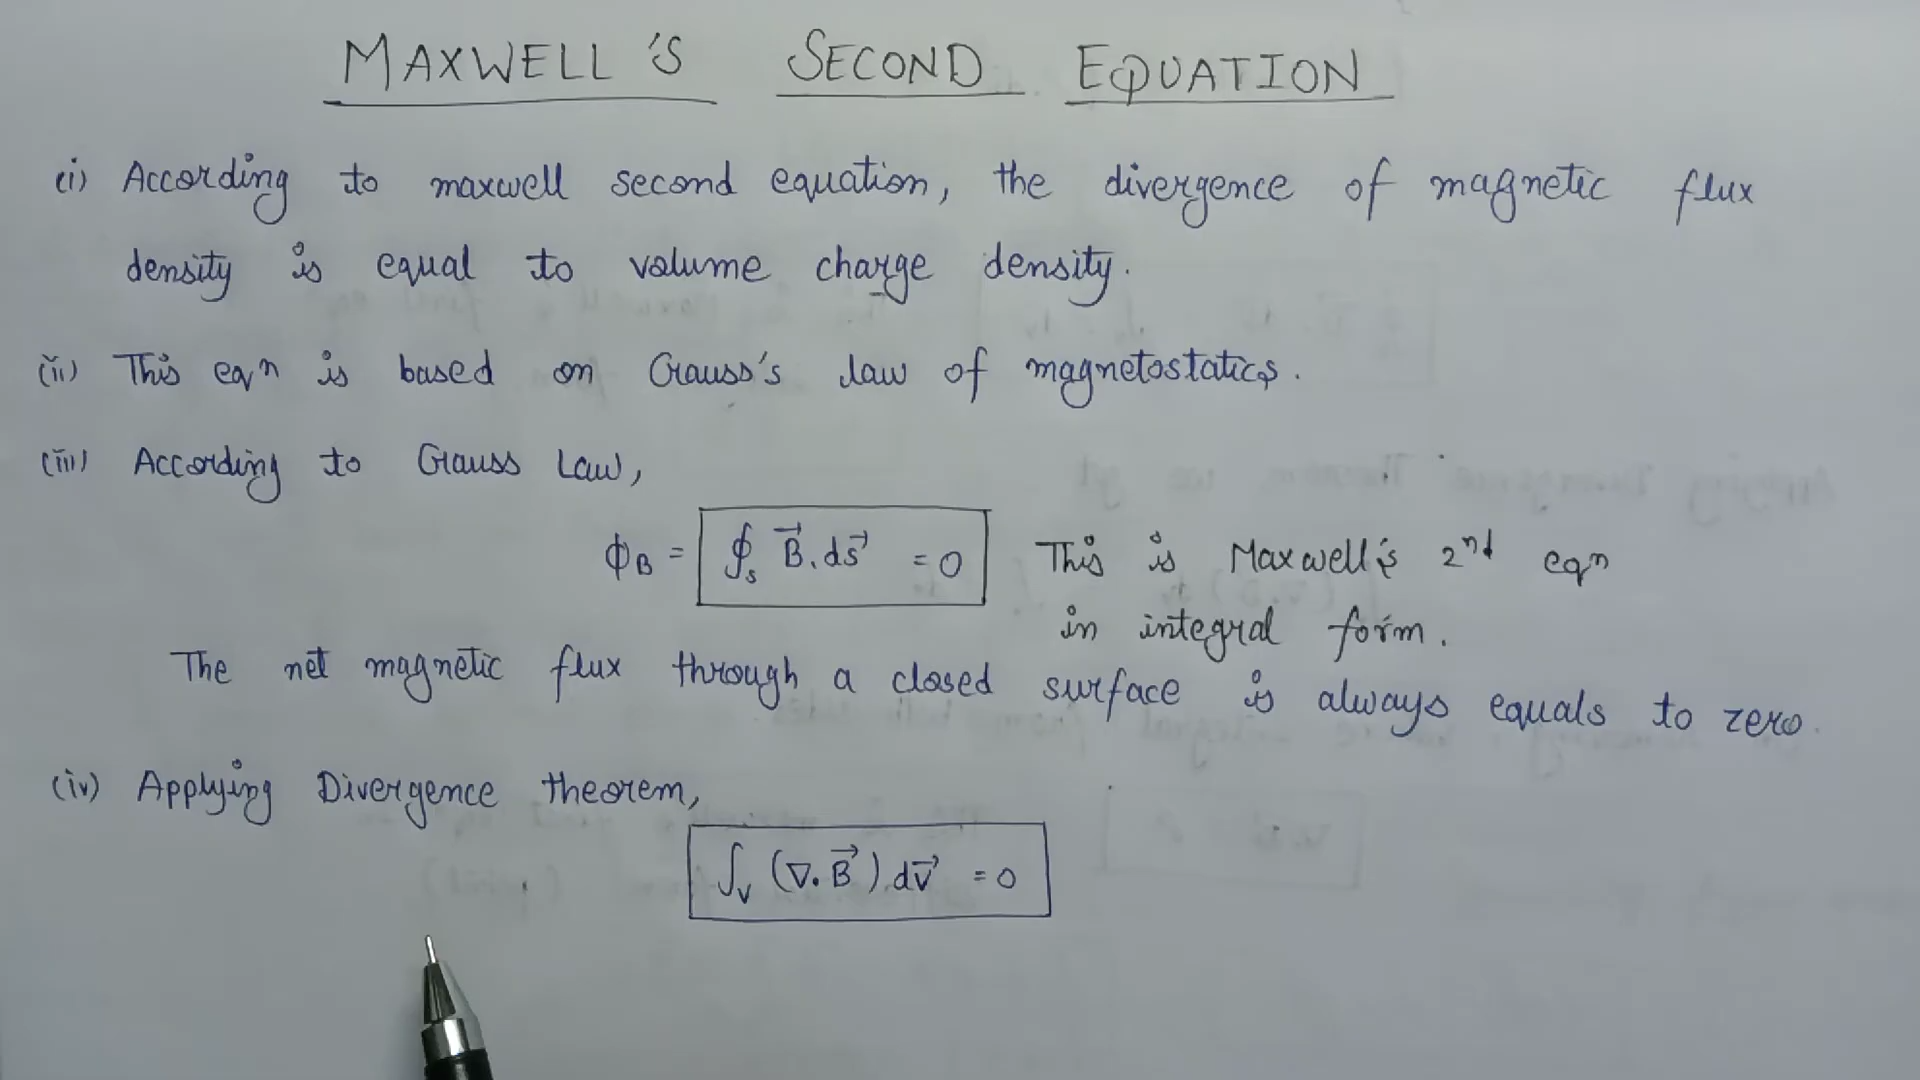 MAXWELL'S SECOND EQUATION
(i) According to maxwell second equation, the divergence of magnetic flux
density is equal to volume charge density.
(ii) This eqn is based on Gauss's law of magnetostatics.
(iii) According to Gauss Law,
ϕB = ∮s B⃗. ds⃗ = 0 This is Maxwell's 2nd eqn
in integral form.
The net magnetic flux through a closed surface is always equals to zero.
(iv) Applying Divergence theorem,
∫v (∇. B⃗). dv⃗ = 0